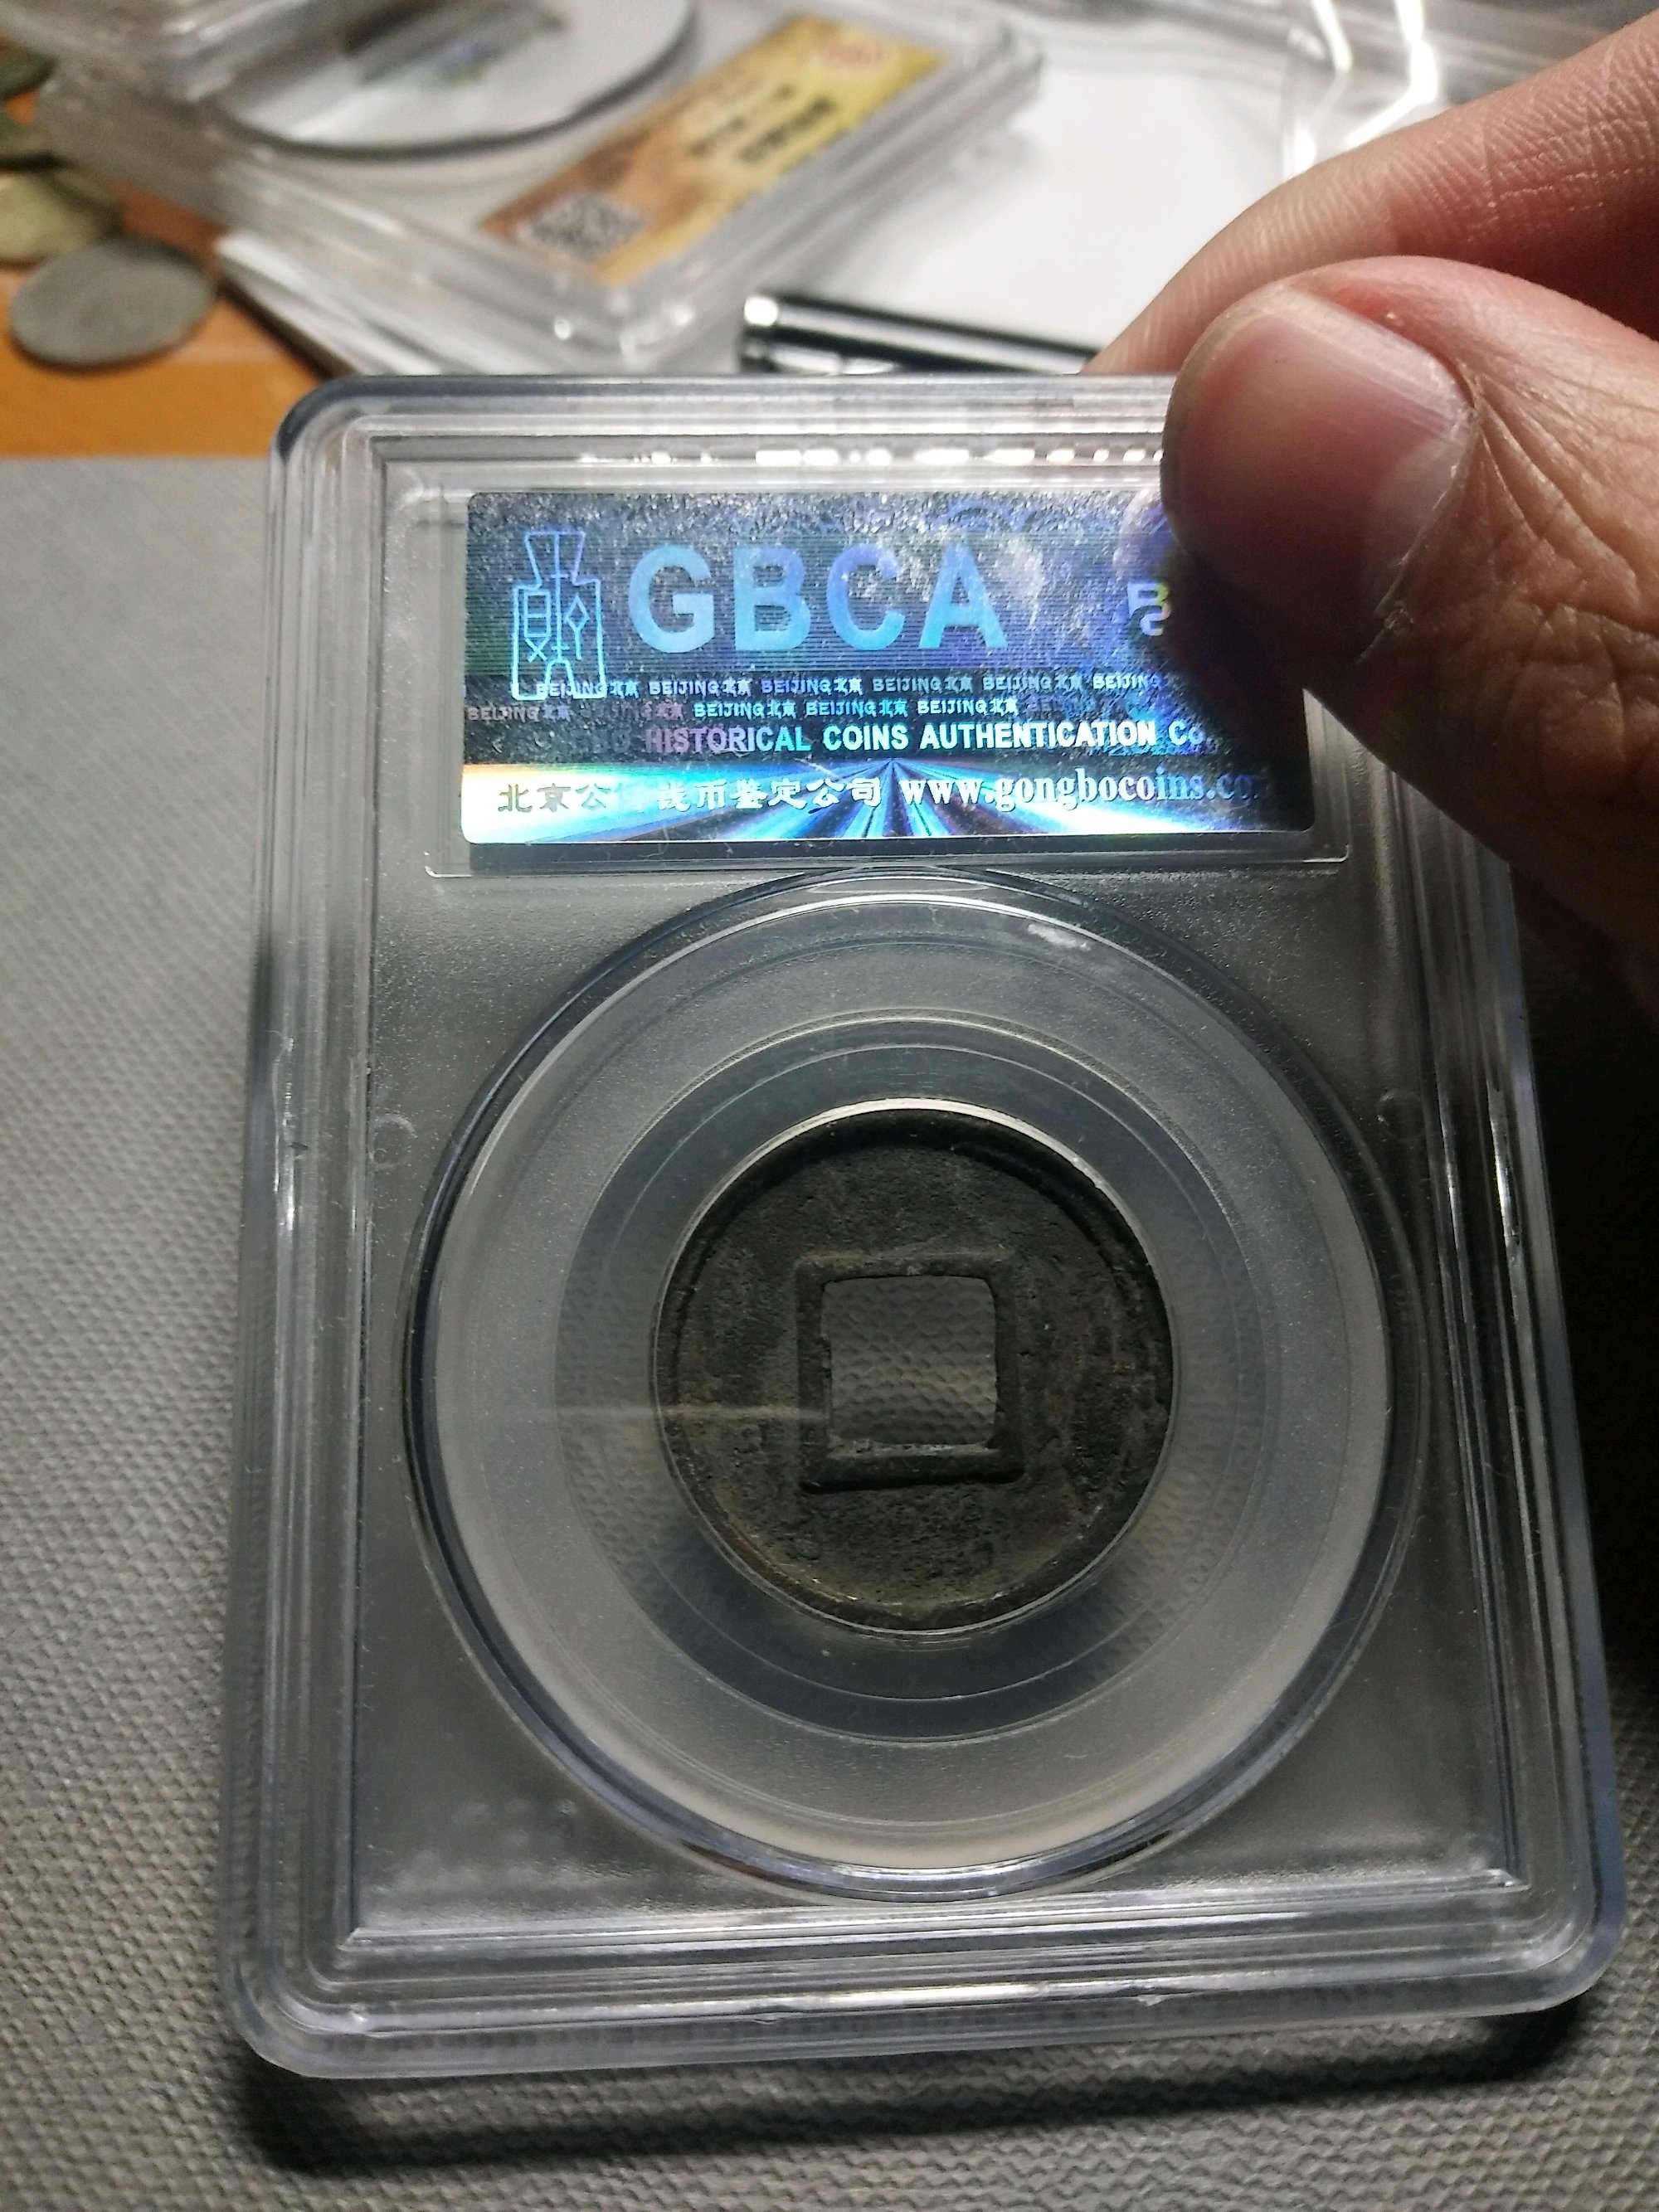 GBCA
BEIJING北京 BEIJING北京 BEIJING北京 BEIJING北京 BEIJING北京 BEIJING
BEIJING北京 北京 BEIJING北京 BEIJING北京 BEIJING北京
HISTORICAL COINS AUTHENTICATION Co
北京公 钱币鉴定公司 www.gongbocoins.co